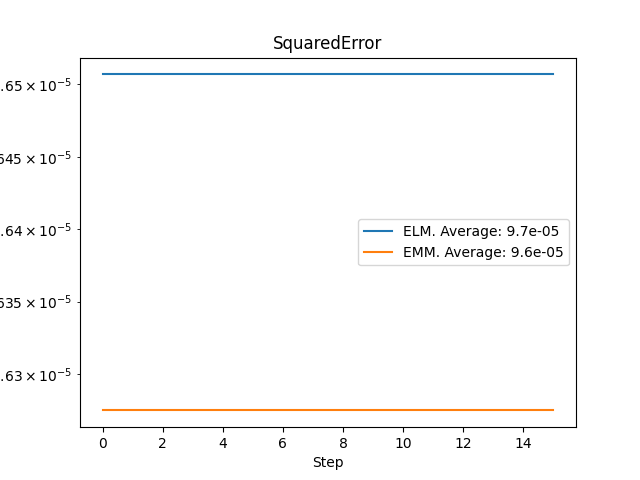 SquaredError
.65 × 10⁻⁵
645 × 10⁻⁵
.64 × 10⁻⁵
635 × 10⁻⁵
.63 × 10⁻⁵
ELM. Average: 9.7e-05
EMM. Average: 9.6e-05
0 2 4 6 8 10 12 14
Step